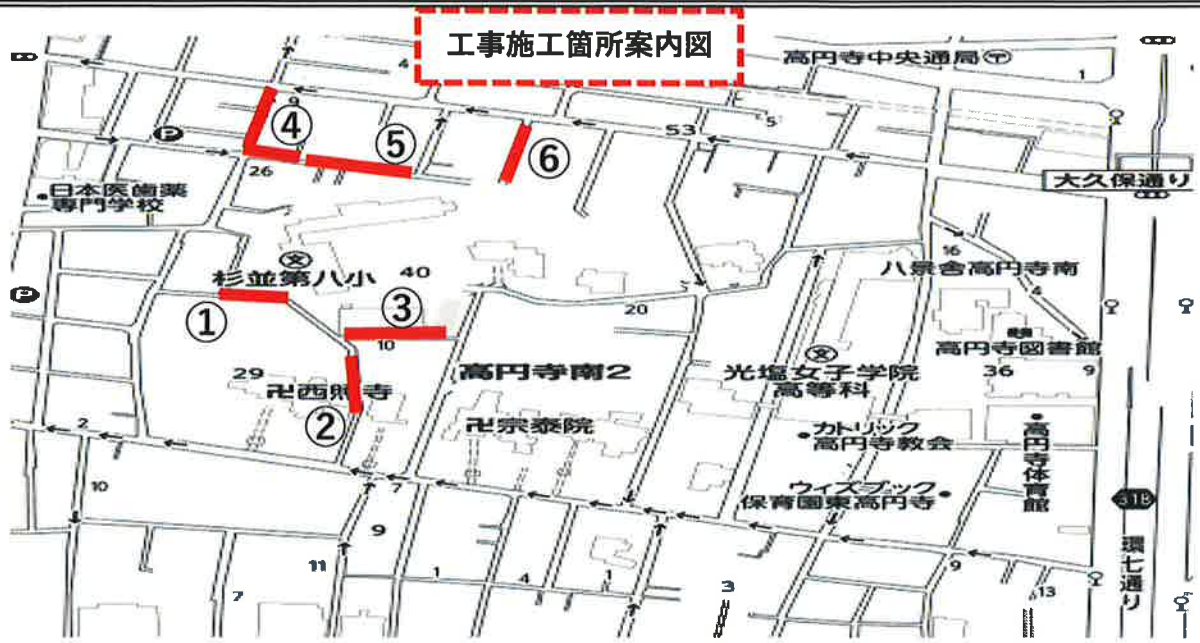 工事施工箇所案内図
高円寺中央通局
1
4
9
④
⑤
⑥
5
53
大久保通り
26
日本医歯薬
専門学校
杉並第八小
40
①
③
10
②
29
卍西照寺
高円寺南2
卍宗泰院
20
16
八景舎高円寺南
4
高円寺図書館
36
9
光塩女子学院
高等科
カトリック
高円寺教会
ウィズブック
保育園東高円寺
高円寺体育館
318
環七通り
2
10
7
9
11
7
1
4
1
3
9
13